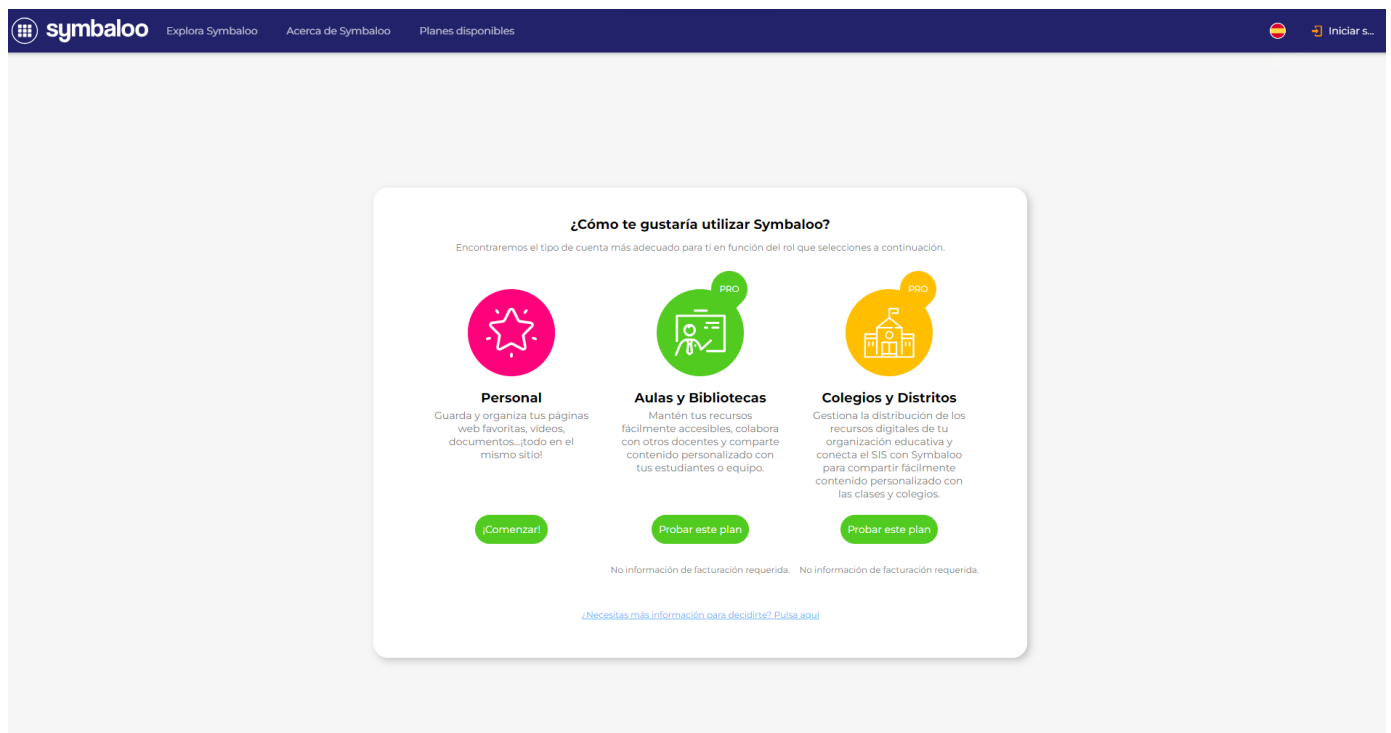 symbaloo Explora Symbaloo Acerca de Symbaloo Planes disponibles Iniciar s...
¿Cómo te gustaría utilizar Symbaloo?
Encontraremos el tipo de cuenta más adecuado para ti en función del rol que selecciones a continuación.
Personal
Guarda y organiza tus páginas
web favoritas, vídeos,
documentos...¡todo en el
mismo sitio!
¡Comenzar!
PRO
Aulas y Bibliotecas
Mantén tus recursos
fácilmente accesibles, colabora
con otros docentes y comparte
contenido personalizado con
tus estudiantes o equipo.
Probar este plan
No información de facturación requerida.
PRO
Colegios y Distritos
Gestiona la distribución de los
recursos digitales de tu
organización educativa y
conecta el SIS con Symbaloo
para compartir fácilmente
contenido personalizado con
las clases y colegios.
Probar este plan
No información de facturación requerida.
¿Necesitas más información para decidirte? Pulsa aquí